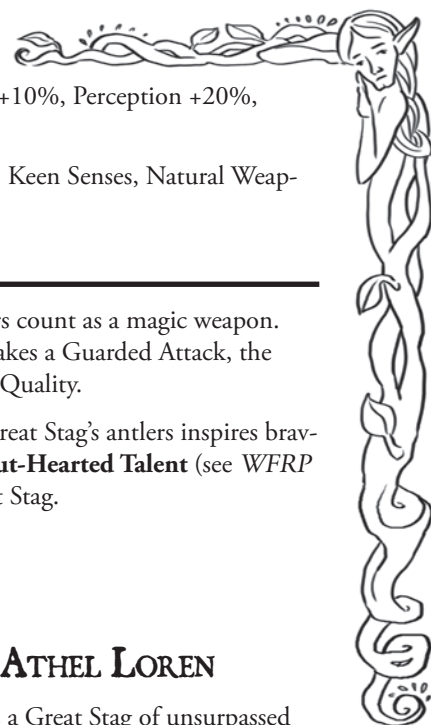 +10%, Perception +20%,
Keen Senses, Natural Weap-
rs count as a magic weapon.
akes a Guarded Attack, the
Quality.
reat Stag's antlers inspires brav-
ut-Hearted Talent (see WFRP
t Stag.
ATHEL LOREN
a Great Stag of unsurpassed